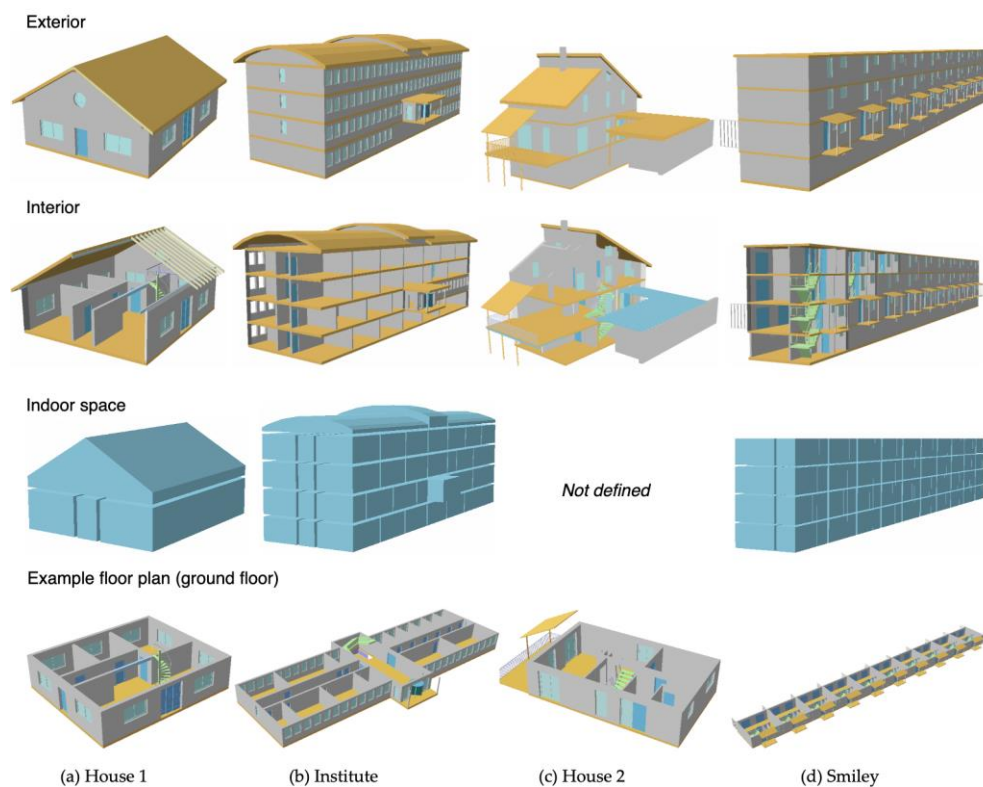 Exterior
Interior
Indoor space
Not defined
Example floor plan (ground floor)
(a) House 1
(b) Institute
(c) House 2
(d) Smiley